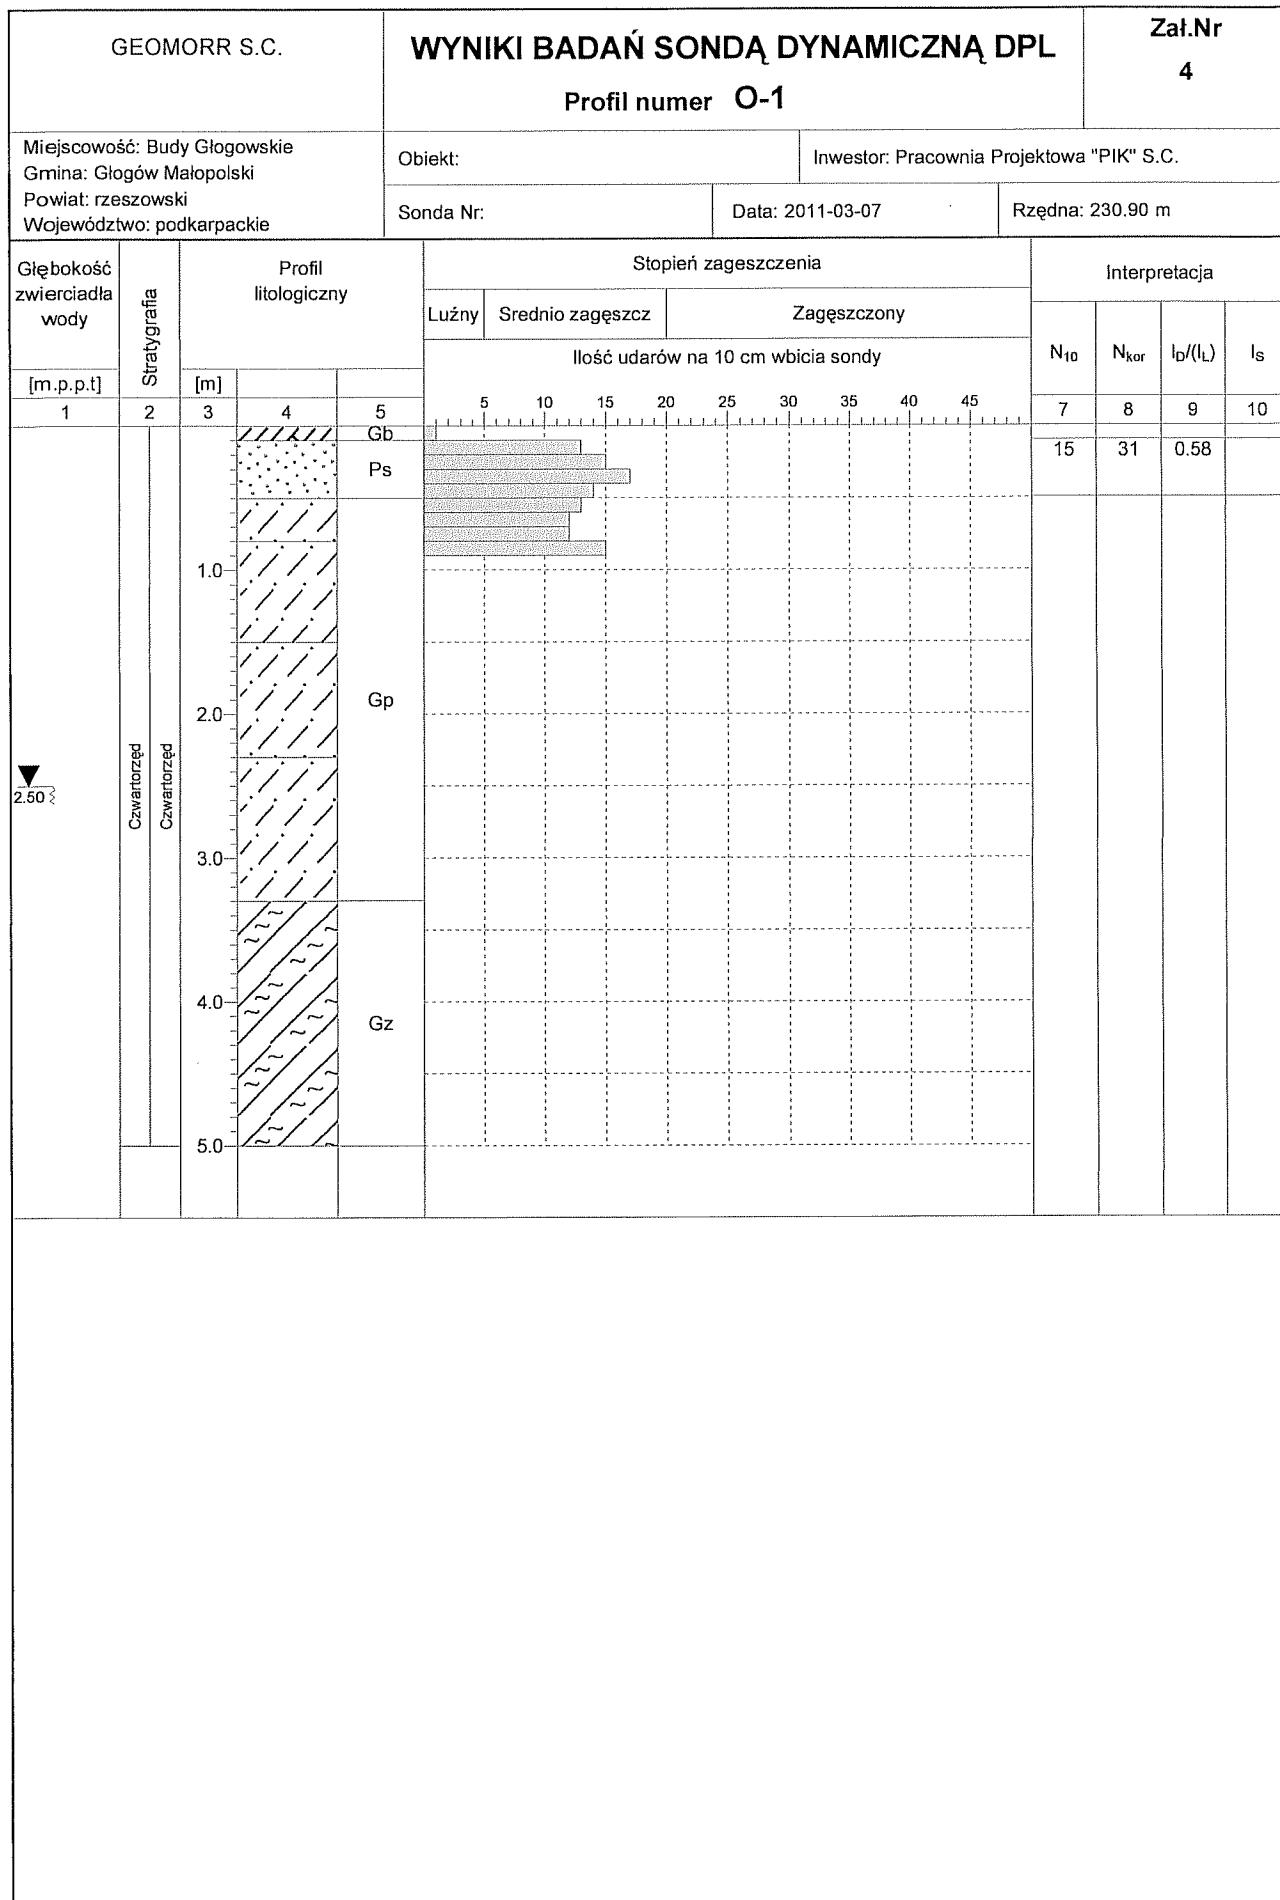 GEOMORR S.C.
WYNIKI BADAŃ SONDĄ DYNAMICZNĄ DPL
Profil numer O-1
Zał.Nr
4
Miejscowość: Budy Głogowskie
Gmina: Głogów Małopolski
Powiat: rzeszowski
Województwo: podkarpackie
Obiekt:
Inwestor: Pracownia Projektowa "PIK" S.C.
Sonda Nr:
Data: 2011-03-07
Rzędna: 230.90 m
Głębokość
zwierciadła
wody
[m.p.p.t]
Stratygrafia
Profil
litologiczny
[m]
Stopień zageszczenia
Luźny
Srednio zagęszcz
Zagęszczony
Ilość udarów na 10 cm wbicia sondy
5 10 15 20 25 30 35 40 45
Interpretacja
N10
Nkor
ID/(IL)
IS
1 2 3 4 5 7 8 9 10
Gb
Ps
15 31 0.58
1.0
Gp
2.0
Czwartorzęd
Czwartorzęd
2.50
3.0
4.0
Gz
5.0